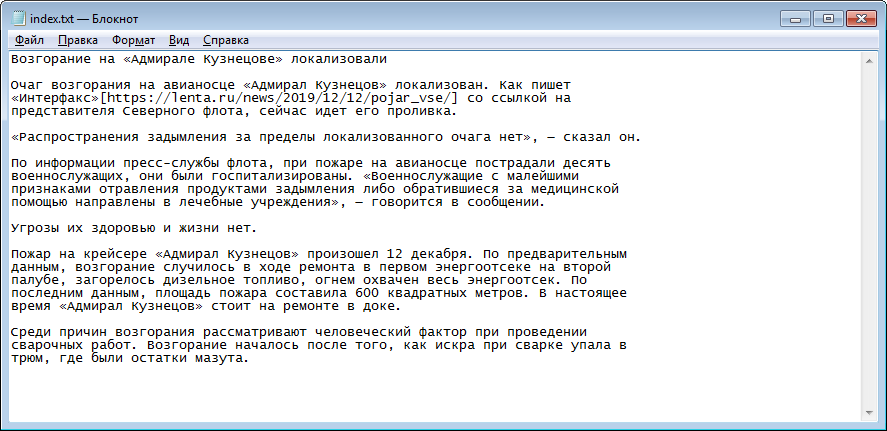 index.txt — Блокнот
Файл Правка Формат Вид Справка
Возгорание на «Адмирале Кузнецове» локализовали
Очаг возгорания на авианосце «Адмирал Кузнецов» локализован. Как пишет
«Интерфакс»[https://lenta.ru/news/2019/12/12/pojar_vse/] со ссылкой на
представителя Северного флота, сейчас идет его проливка.
«Распространения задымления за пределы локализованного очага нет», — сказал он.
По информации пресс-службы флота, при пожаре на авианосце пострадали десять
военнослужащих, они были госпитализированы. «Военнослужащие с малейшими
признаками отравления продуктами задымления либо обратившиеся за медицинской
помощью направлены в лечебные учреждения», — говорится в сообщении.
Угрозы их здоровью и жизни нет.
Пожар на крейсере «Адмирал Кузнецов» произошел 12 декабря. По предварительным
данным, возгорание случилось в ходе ремонта в первом энергоотсеке на второй
палубе, загорелось дизельное топливо, огнем охвачен весь энергоотсек. По
последним данным, площадь пожара составила 600 квадратных метров. В настоящее
время «Адмирал Кузнецов» стоит на ремонте в доке.
Среди причин возгорания рассматривают человеческий фактор при проведении
сварочных работ. Возгорание началось после того, как искра при сварке упала в
трюм, где были остатки мазута.